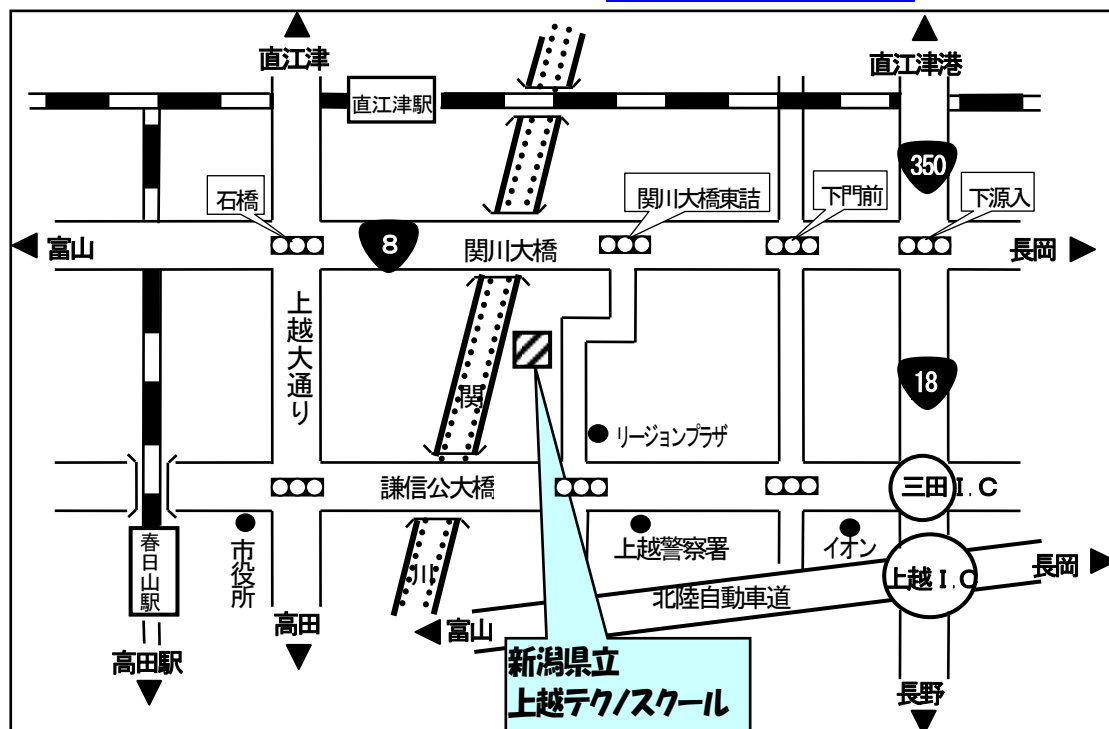 直江津
直江津港
直江津駅
350
石橋
関川大橋東詰
下門前
下源入
富山
8
関川大橋
長岡
上越大通り
18
関
リージョンプラザ
謙信公大橋
三田I.C
春日山駅
市役所
川
上越警察署
イオン
上越I.C
長岡
北陸自動車道
高田
富山
高田駅
新潟県立
上越テクノスクール
長野